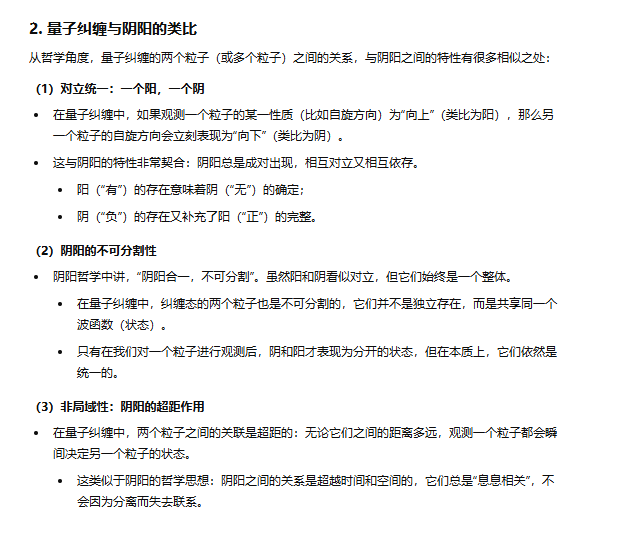 2. 量子纠缠与阴阳的类比
从哲学角度，量子纠缠的两个粒子（或多个粒子）之间的关系，与阴阳之间的特性有很多相似之处：
（1）对立统一：一个阳，一个阴
• 在量子纠缠中，如果观测一个粒子的某一性质（比如自旋方向）为“向上”（类比为阳），那么另
一个粒子的自旋方向会立刻表现为“向下”（类比为阴）。
• 这与阴阳的特性非常契合：阴阳总是成对出现，相互对立又相互依存。
• 阳（“有”）的存在意味着阴（“无”）的确定；
• 阴（“负”）的存在又补充了阳（“正”）的完整。
（2）阴阳的不可分割性
• 阴阳哲学中讲，“阴阳合一，不可分割”。虽然阳和阴看似对立，但它们始终是一个整体。
• 在量子纠缠中，纠缠态的两个粒子也是不可分割的，它们并不是独立存在，而是共享同一个
波函数（状态）。
• 只有在我们对一个粒子进行观测后，阴和阳才表现为分开的状态，但在本质上，它们依然是
统一的。
（3）非局域性：阴阳的超距作用
• 在量子纠缠中，两个粒子之间的关联是超距的：无论它们之间的距离多远，观测一个粒子都会瞬
间决定另一个粒子的状态。
• 这类似于阴阳的哲学思想：阴阳之间的关系是超越时间和空间的，它们总是“息息相关”，不
会因为分离而失去联系。